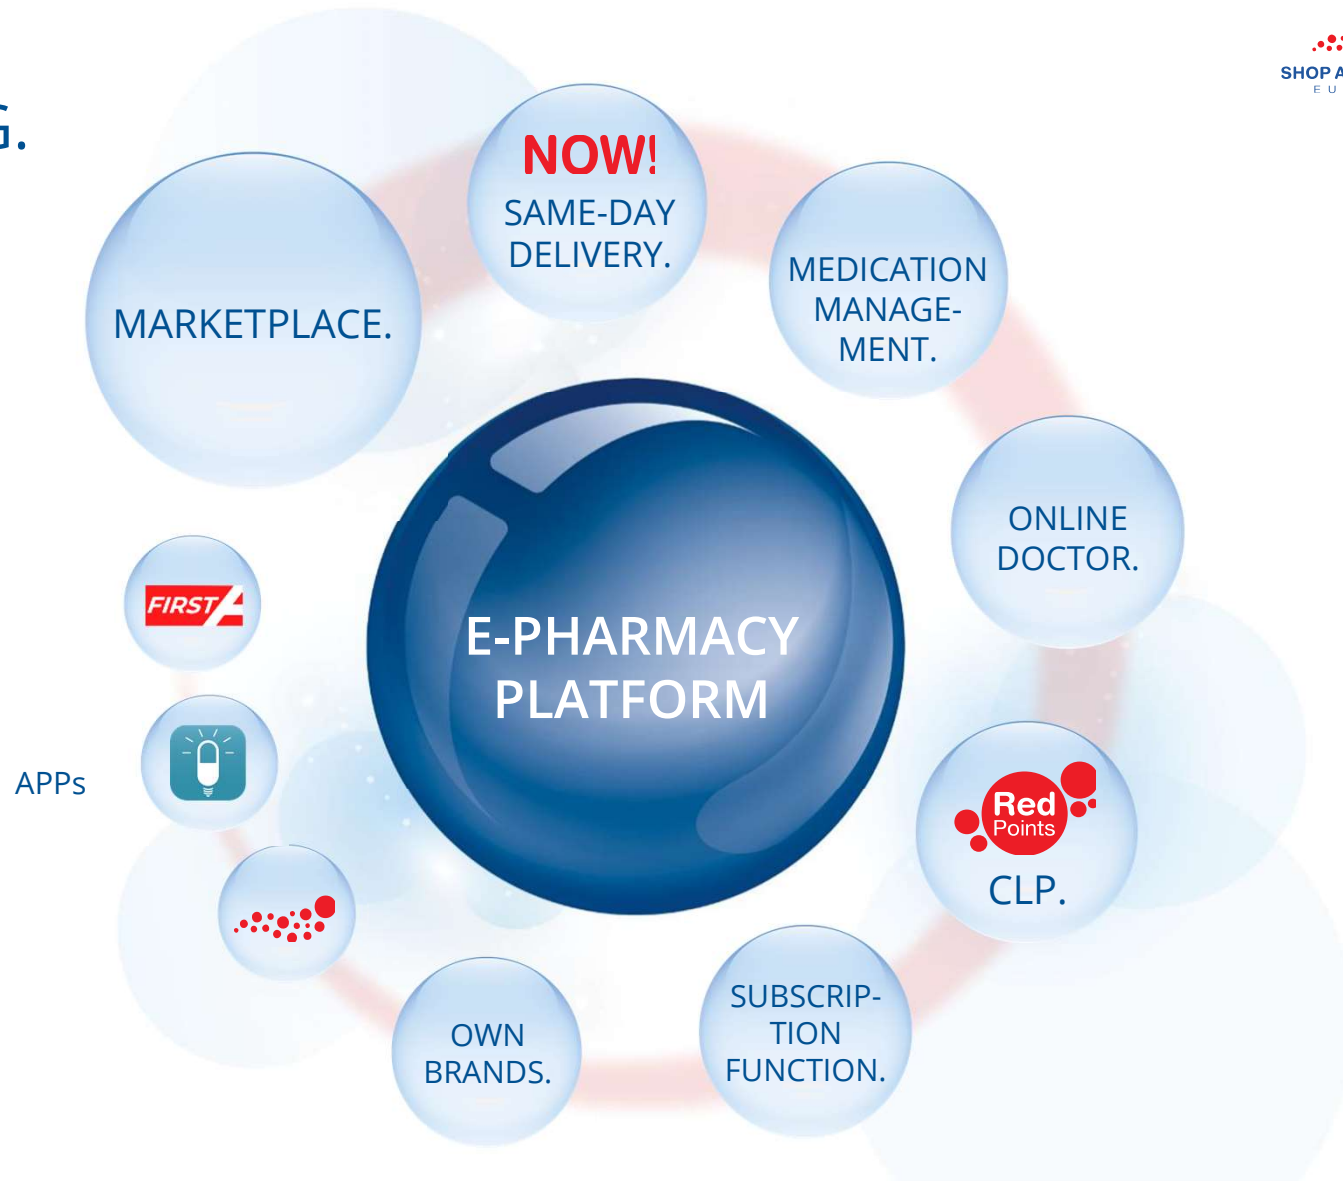 G.
SHOP A
E U
NOW!
SAME-DAY
DELIVERY.
MARKETPLACE.
MEDICATION
MANAGE-
MENT.
ONLINE
DOCTOR.
FIRST A
E-PHARMACY
PLATFORM
APPs
Red
Points
CLP.
SUBSCRIP-
TION
FUNCTION.
OWN
BRANDS.